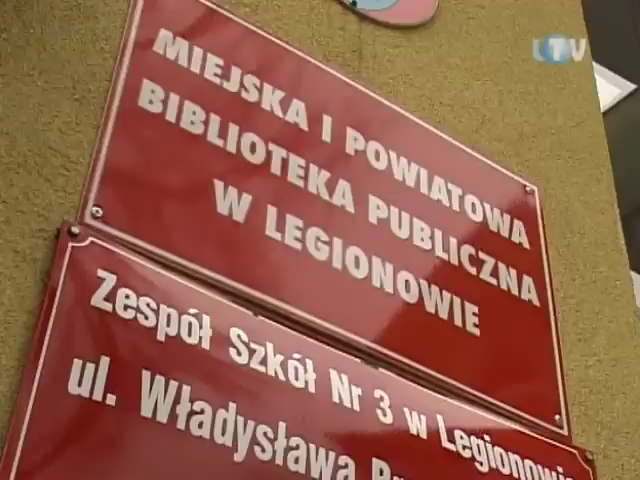 LTV
MIEJSKA I POWIATOWA
BIBLIOTEKA PUBLICZNA
W LEGIONOWIE
Zespół Szkół Nr 3 w Legionowie
ul. Władysława